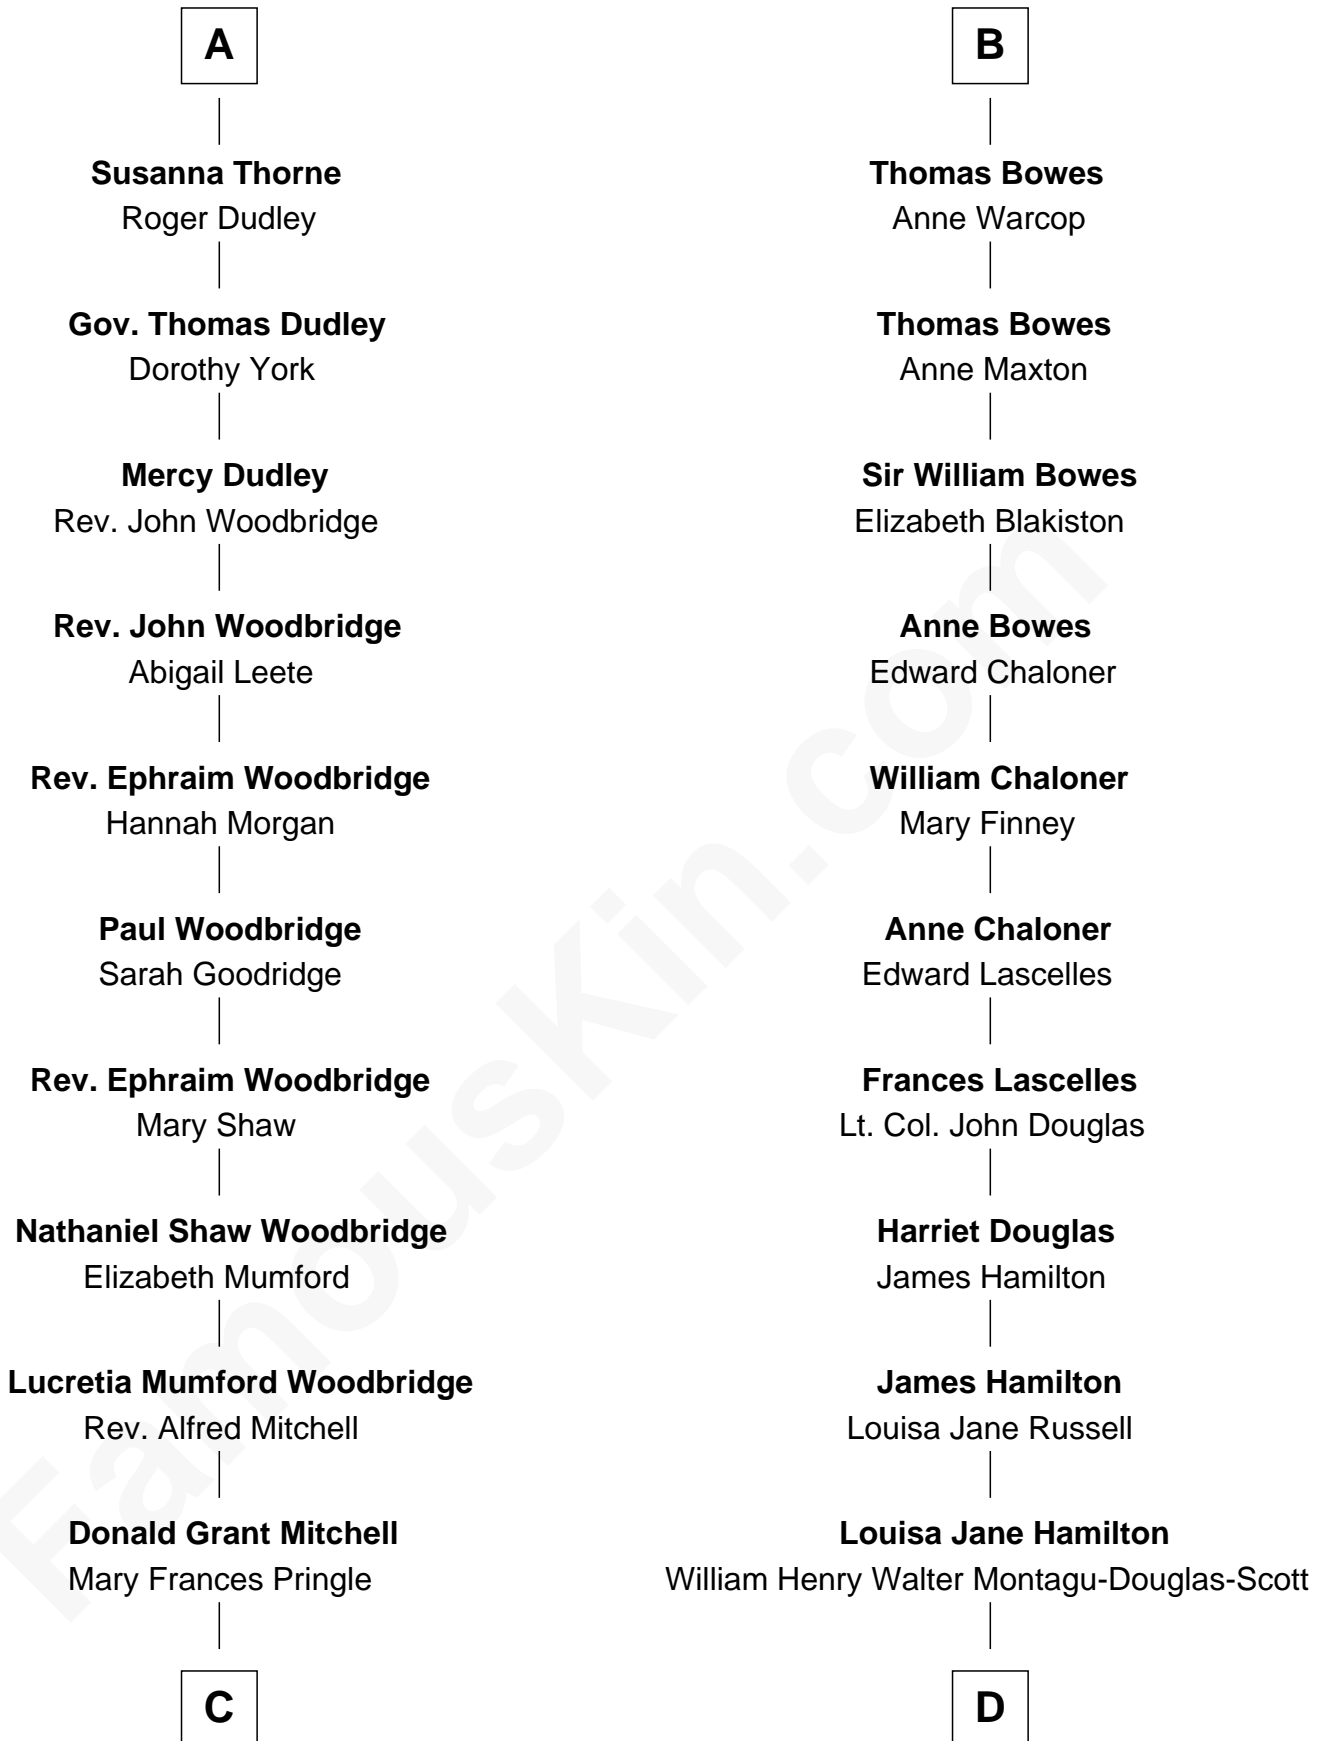 A
Susanna Thorne
Roger Dudley
Gov. Thomas Dudley
Dorothy York
Mercy Dudley
Rev. John Woodbridge
Rev. John Woodbridge
Abigail Leete
Rev. Ephraim Woodbridge
Hannah Morgan
Paul Woodbridge
Sarah Goodridge
Rev. Ephraim Woodbridge
Mary Shaw
Nathaniel Shaw Woodbridge
Elizabeth Mumford
Lucretia Mumford Woodbridge
Rev. Alfred Mitchell
Donald Grant Mitchell
Mary Frances Pringle
C
B
Thomas Bowes
Anne Warcop
Thomas Bowes
Anne Maxton
Sir William Bowes
Elizabeth Blakiston
Anne Bowes
Edward Chaloner
William Chaloner
Mary Finney
Anne Chaloner
Edward Lascelles
Frances Lascelles
Lt. Col. John Douglas
Harriet Douglas
James Hamilton
James Hamilton
Louisa Jane Russell
Louisa Jane Hamilton
William Henry Walter Montagu-Douglas-Scott
D
FamousKin.com